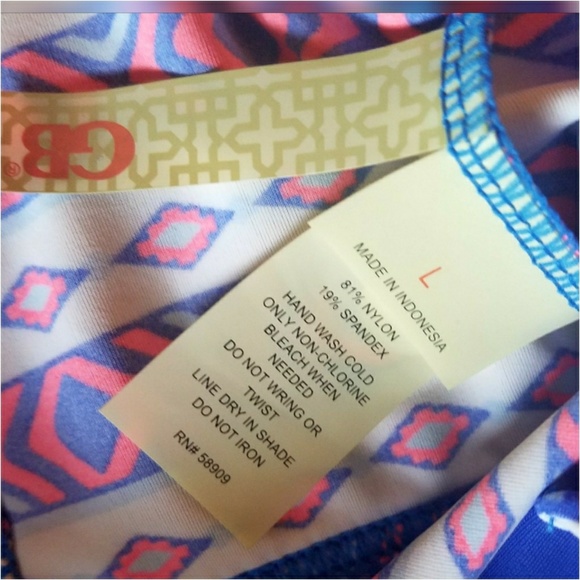 GB®
L
MADE IN INDONESIA
81% NYLON
19% SPANDEX
HAND WASH COLD
ONLY NON-CHLORINE
BLEACH WHEN
NEEDED
DO NOT WRING OR
TWIST
LINE DRY IN SHADE
DO NOT IRON
RN# 58909